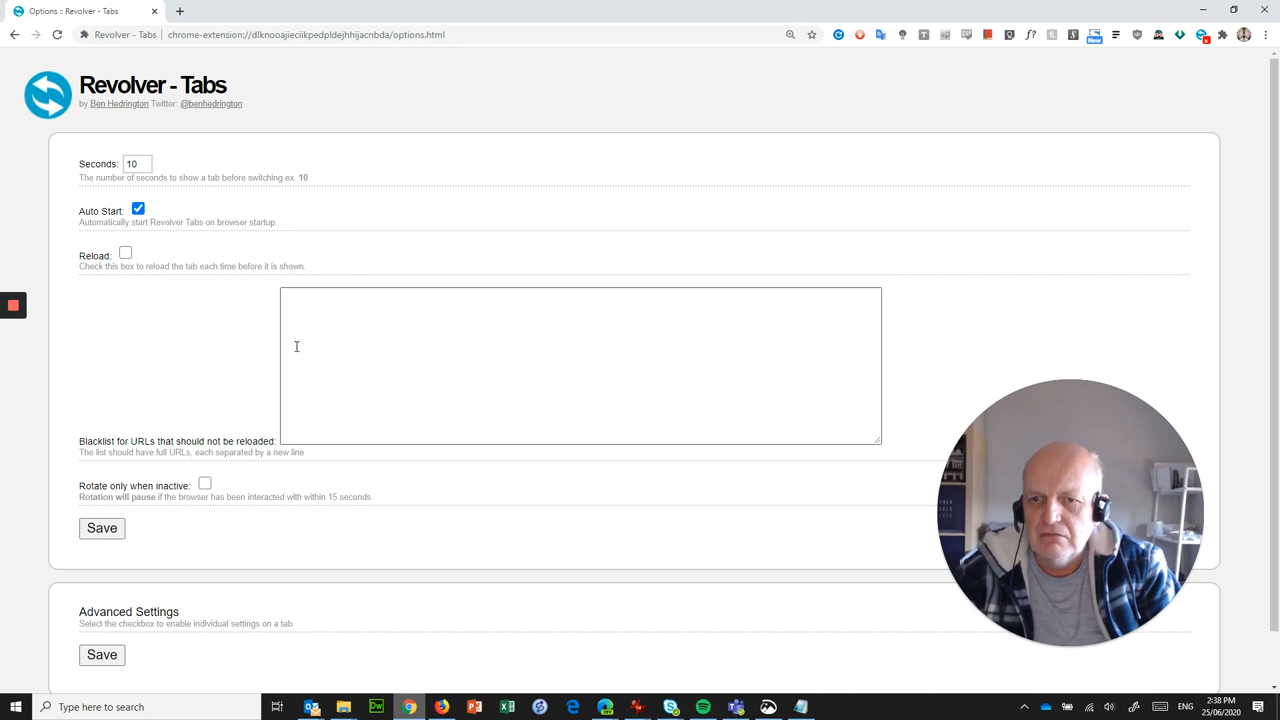 Options :: Revolver - Tabs
Revolver - Tabs
chrome-extension://dlknooajieciikpedpldejhhijacnbda/options.html
Revolver - Tabs
by Ben Hedrington Twitter: @benhedrington
Seconds: 10
The number of seconds to show a tab before switching ex. 10
Auto Start:
Automatically start Revolver Tabs on browser startup.
Reload:
Check this box to reload the tab each time before it is shown.
Blacklist for URLs that should not be reloaded:
The list should have full URLs, each separated by a new line
Rotate only when inactive:
Rotation will pause if the browser has been interacted with within 15 seconds.
Save
Advanced Settings
Select the checkbox to enable individual settings on a tab
Save
Type here to search
Dw
ENG
2:38 PM
25/06/2020
New